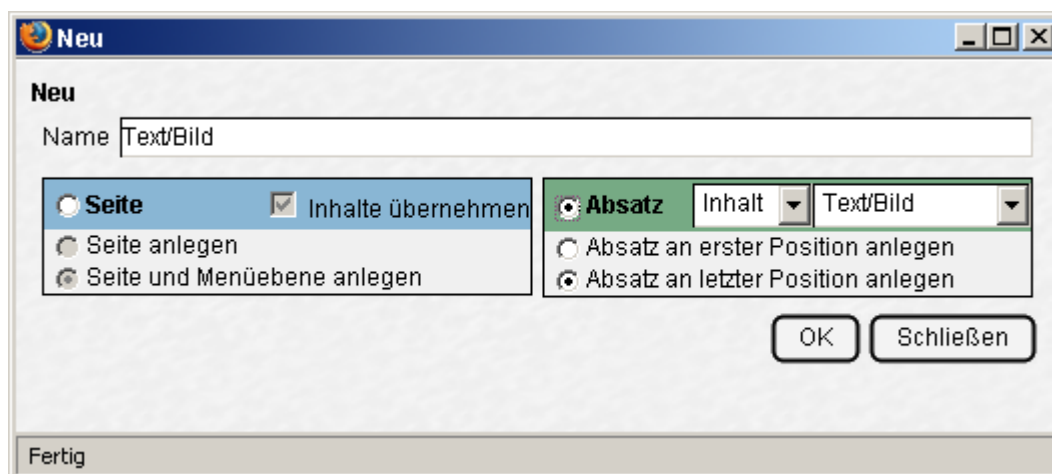 Neu
Neu
Name Text/Bild
Seite Inhalte übernehmen
Seite anlegen
Seite und Menüebene anlegen
Absatz Inhalt Text/Bild
Absatz an erster Position anlegen
Absatz an letzter Position anlegen
OK Schließen
Fertig